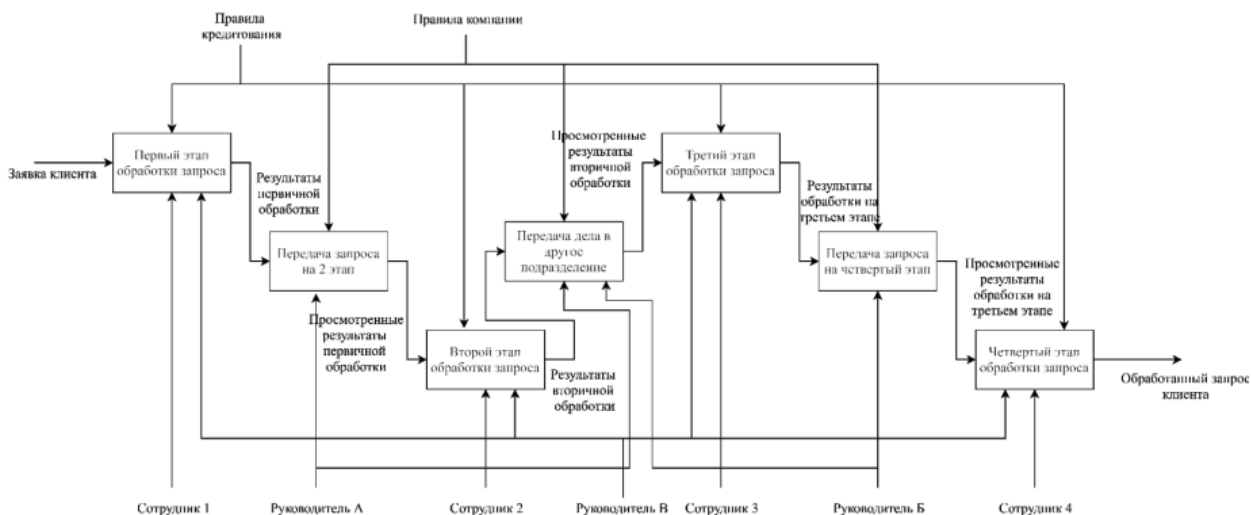 Правила
кредитования
Правила компании
Заявка клиента
Первый этап
обработки запроса
Результаты
первичной
обработки
Передача запроса
на 2 этап
Просмотренные
результаты
первичной
обработки
Второй этап
обработки запроса
Результаты
вторичной
обработки
Просмотренные
результаты
вторичной
обработки
Передача дела в
другое
подразделение
Третий этап
обработки запроса
Результаты
обработки на
третьем этапе
Передача запроса
на четвертый этап
Просмотренные
результаты
обработки на
третьем этапе
Четвертый этап
обработки запроса
Обработанный запрос
клиента
Сотрудник 1
Руководитель А
Сотрудник 2
Руководитель В
Сотрудник 3
Руководитель Б
Сотрудник 4